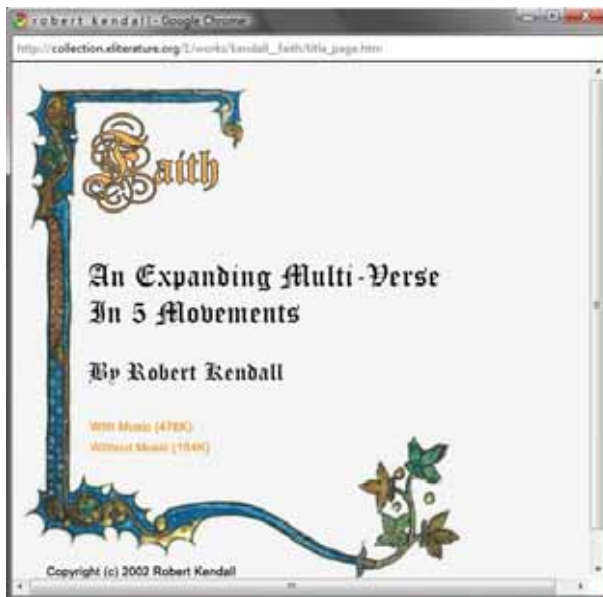 robert kendall - Google Chrome
http://collection.eliterature.org/1/works/kendall__faith/title_page.htm
Faith
An Expanding Multi-Verse
In 5 Movements
By Robert Kendall
With Music (476K)
Without Music (184K)
Copyright (c) 2002 Robert Kendall